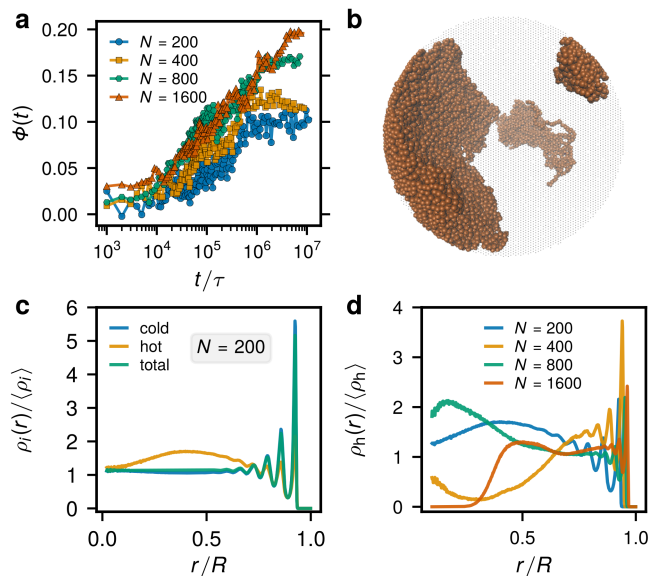 a
0.20
0.15
0.10
0.05
0.00
Φ(t)
N = 200
N = 400
N = 800
N = 1600
10³ 10⁴ 10⁵ 10⁶ 10⁷
t/τ
b
c
6
5
4
3
2
1
0
ρᵢ(r)/⟨ρᵢ⟩
cold
hot
total
N = 200
0.0 0.5 1.0
r/R
d
4
3
2
1
0
ρₕ(r)/⟨ρₕ⟩
N = 200
N = 400
N = 800
N = 1600
0.5 1.0
r/R